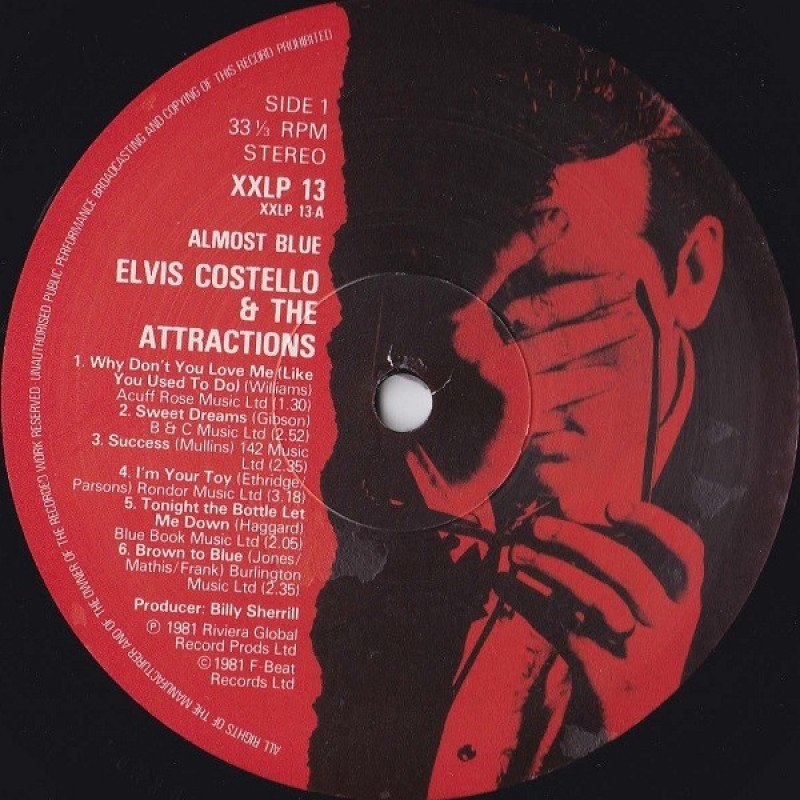 SIDE 1
33 ⅓ RPM
STEREO
XXLP 13
XXLP 13 A
ALMOST BLUE
ELVIS COSTELLO
& THE
ATTRACTIONS
1. Why Don't You Love Me (Like
You Used To Do) (Williams)
Acuff Rose Music Ltd (1.30)
2. Sweet Dreams (Gibson)
B & C Music Ltd (2.52)
3. Success (Mullins) 142 Music
Ltd (2.35)
4. I'm Your Toy (Ethridge/
Parsons) Rondor Music Ltd (3.18)
5. Tonight the Bottle Let
Me Down (Haggard)
Blue Book Music Ltd (2.05)
6. Brown to Blue (Jones/
Mathis/Frank) Burlington
Music Ltd (2.35)
Producer: Billy Sherrill
℗ 1981 Riviera Global
Record Prods Ltd
© 1981 F-Beat
Records Ltd
ALL RIGHTS OF THE MANUFACTURER AND OF THE OWNER OF THE RECORDED WORK RESERVED UNAUTHORISED PUBLIC PERFORMANCE BROADCASTING AND COPYING OF THIS RECORD PROHIBITED